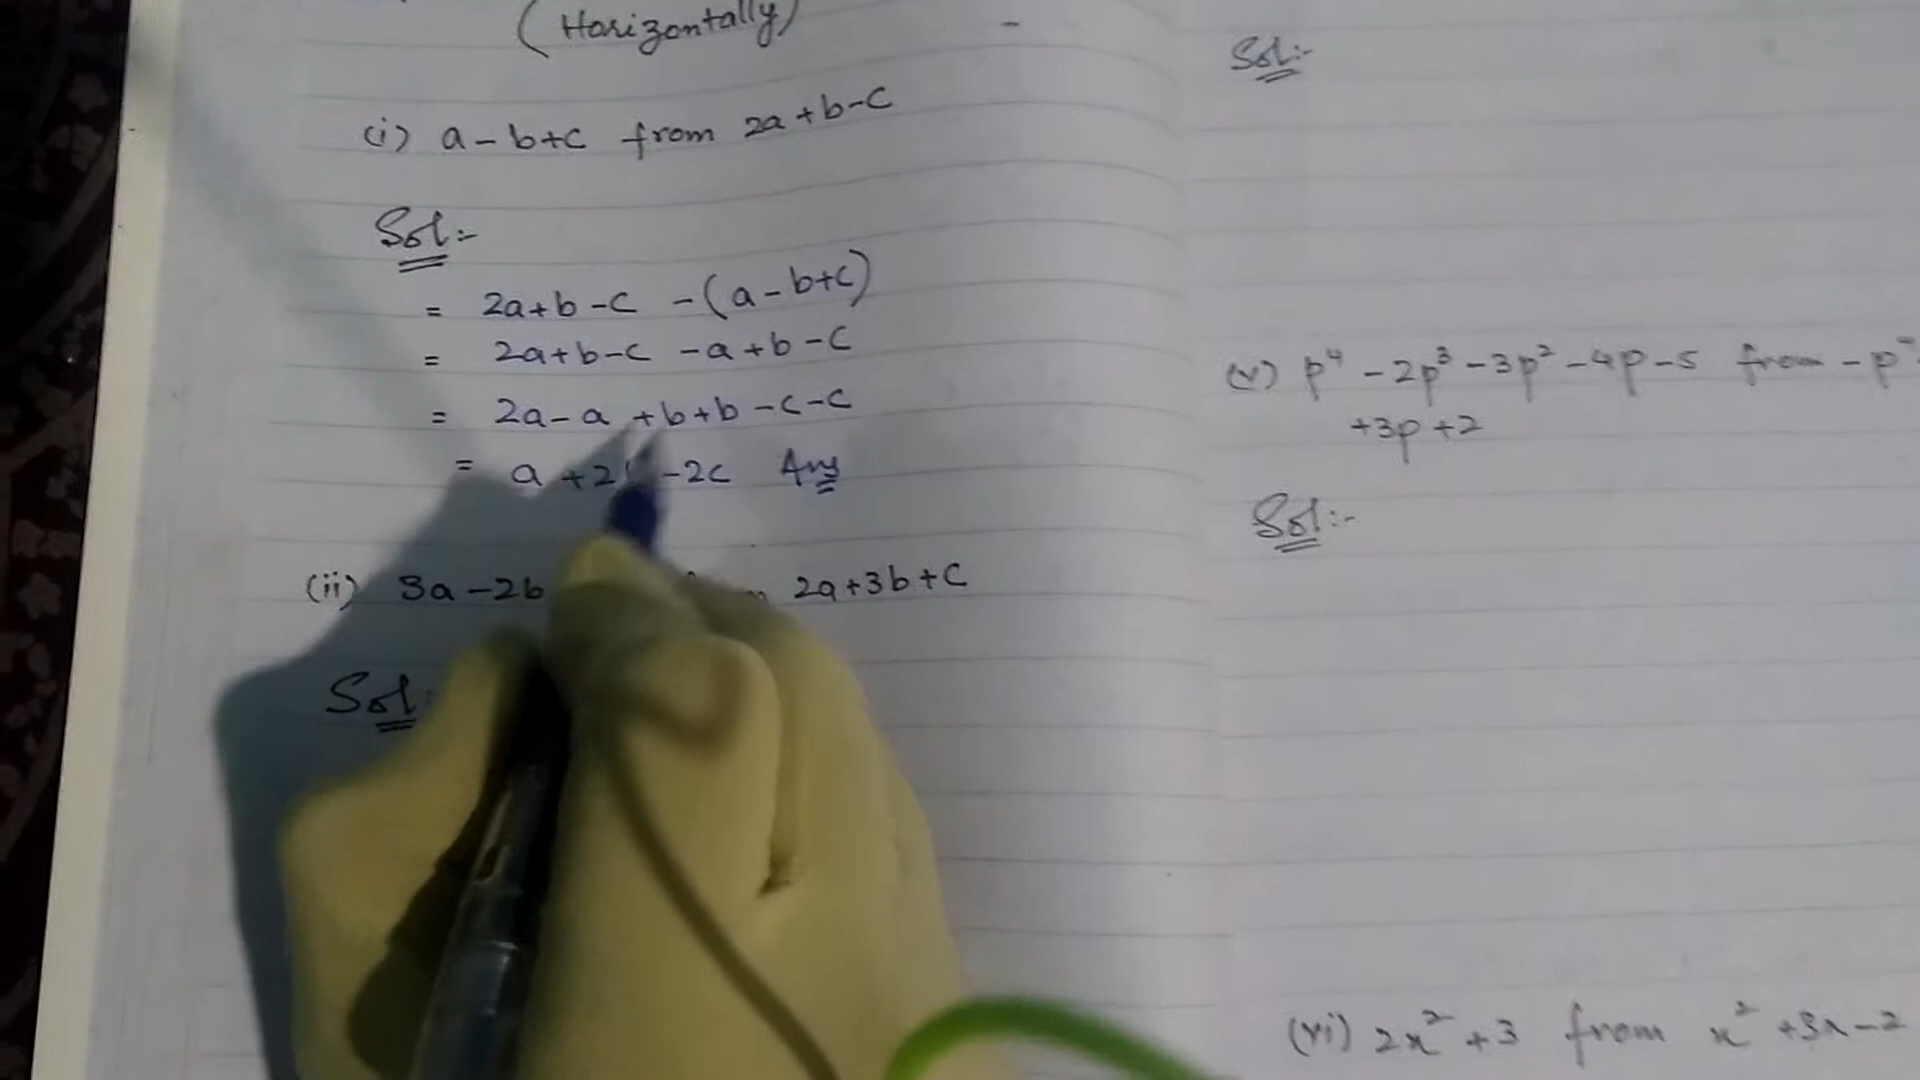 (Horizontally)
(i) a-b+c from 2a+b-c
Sol:-
= 2a+b-c -(a-b+c)
= 2a+b-c -a+b-c
= 2a-a +b+b-c-c
= a +2 -2c Ans
(ii) 3a-2b 2a+3b+c
Sol:
Sol:-
(v) p⁴ -2p³ -3p² -4p-5 from -p
+3p+2
Sol:-
(vi) 2x² +3 from x² +3x-2